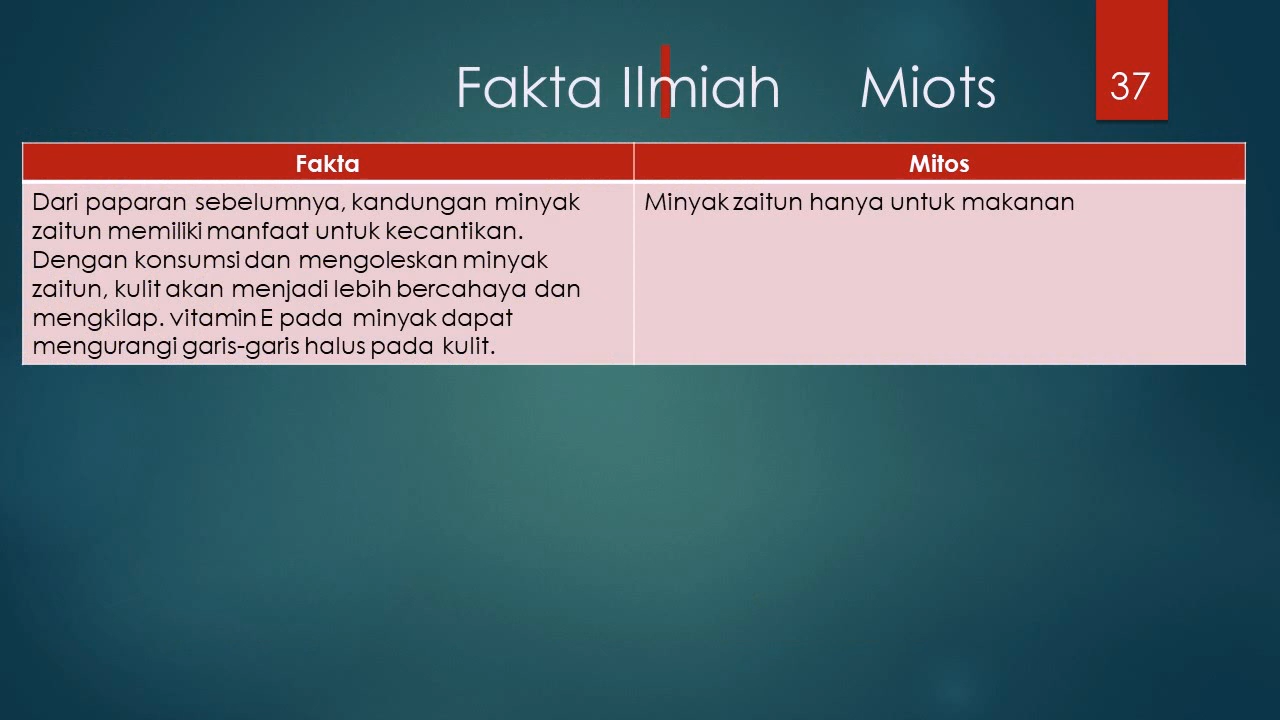 Fakta Ilmiah Miots
37
Fakta
Mitos
Dari paparan sebelumnya, kandungan minyak
zaitun memiliki manfaat untuk kecantikan.
Dengan konsumsi dan mengoleskan minyak
zaitun, kulit akan menjadi lebih bercahaya dan
mengkilap. vitamin E pada minyak dapat
mengurangi garis-garis halus pada kulit.
Minyak zaitun hanya untuk makanan